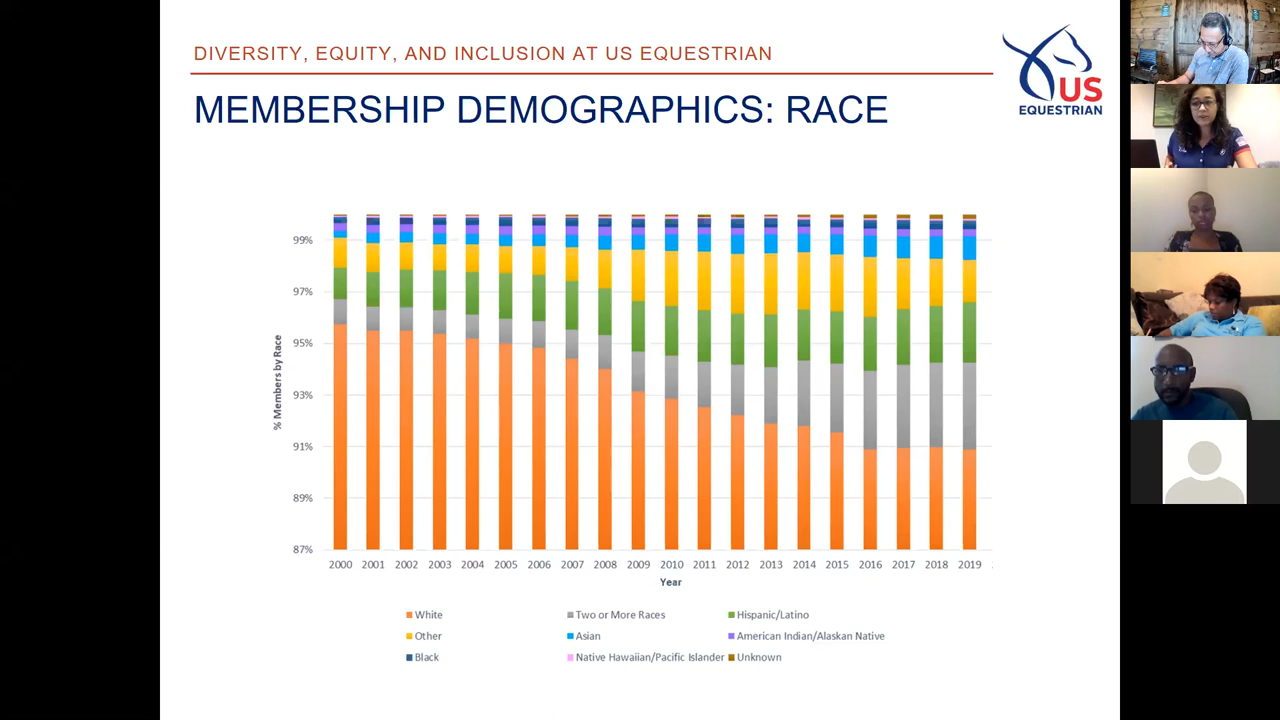 DIVERSITY, EQUITY, AND INCLUSION AT US EQUESTRIAN
US
EQUESTRIAN
MEMBERSHIP DEMOGRAPHICS: RACE
% Members by Race
99%
97%
95%
93%
91%
89%
87%
2000 2001 2002 2003 2004 2005 2006 2007 2008 2009 2010 2011 2012 2013 2014 2015 2016 2017 2018 2019
Year
White Two or More Races Hispanic/Latino
Other Asian American Indian/Alaskan Native
Black Native Hawaiian/Pacific Islander Unknown